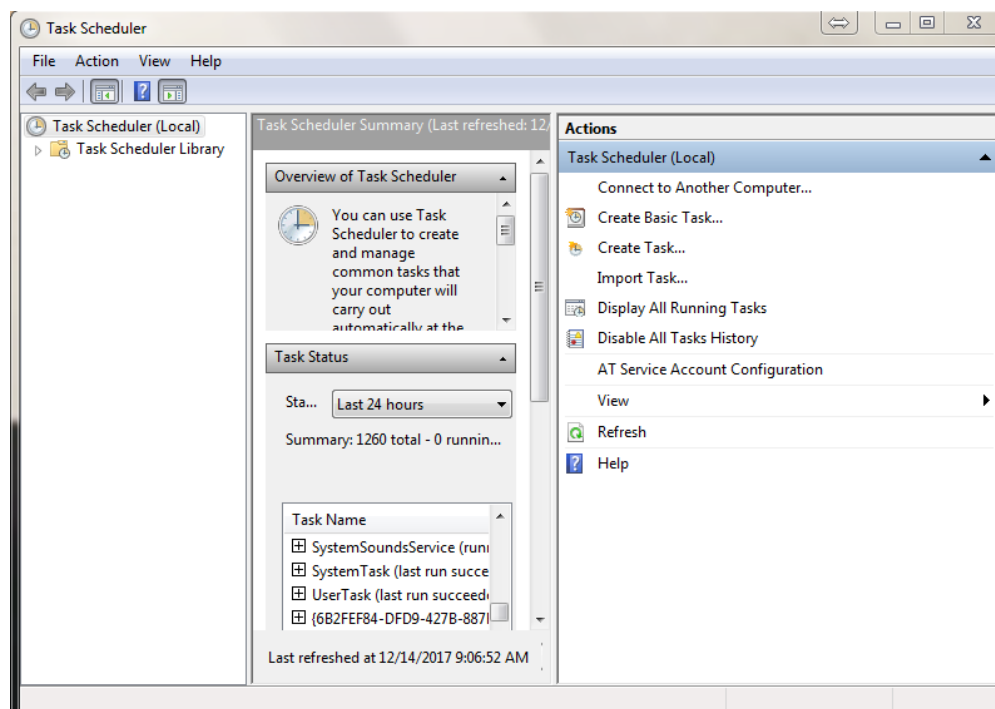 Task Scheduler
File Action View Help
Task Scheduler (Local)
Task Scheduler Library
Task Scheduler Summary (Last refreshed: 12/
Overview of Task Scheduler
You can use Task
Scheduler to create
and manage
common tasks that
your computer will
carry out
automatically at the
Task Status
Sta... Last 24 hours
Summary: 1260 total - 0 runnin...
Task Name
SystemSoundsService (runi
SystemTask (last run succe
UserTask (last run succeed
{6B2FEF84-DFD9-427B-887
Last refreshed at 12/14/2017 9:06:52 AM
Actions
Task Scheduler (Local)
Connect to Another Computer...
Create Basic Task...
Create Task...
Import Task...
Display All Running Tasks
Disable All Tasks History
AT Service Account Configuration
View
Refresh
Help